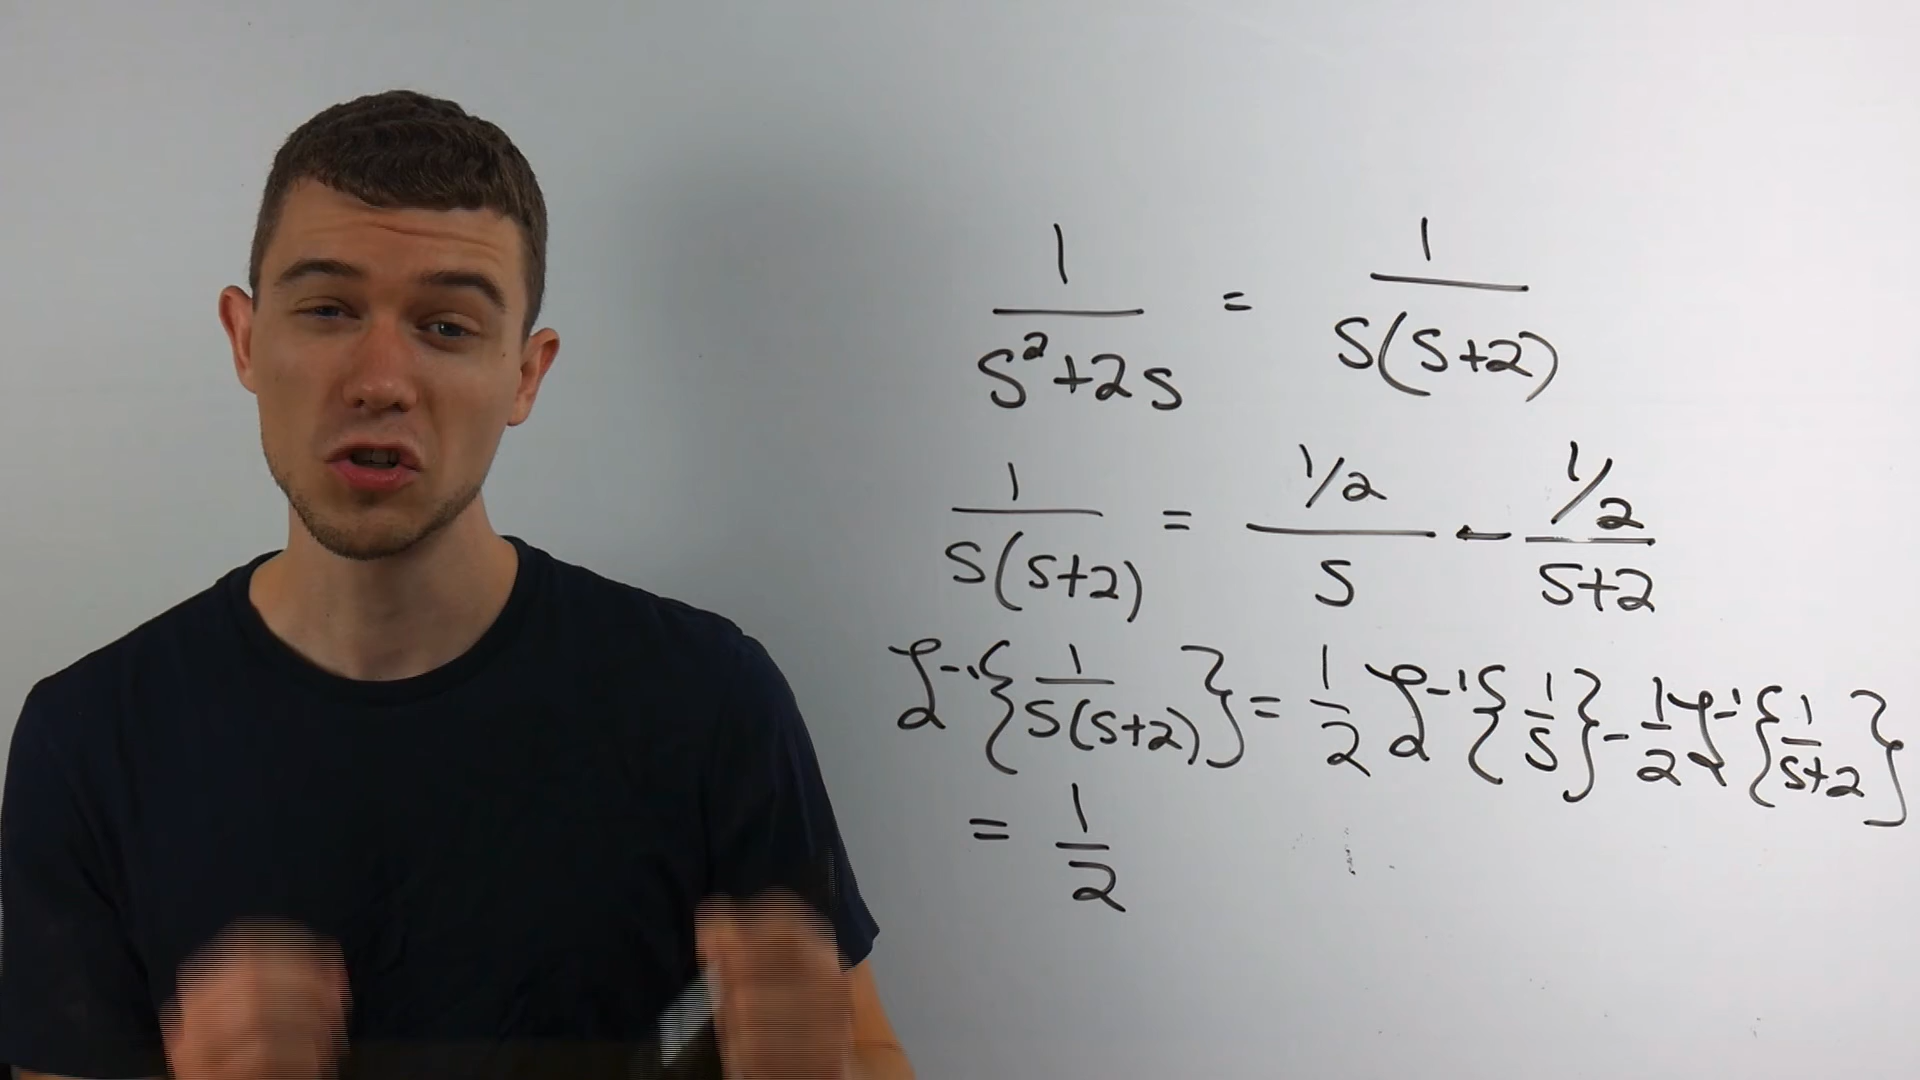 1/(s²+2s) = 1/(s(s+2))
1/(s(s+2)) = (1/2)/s - (1/2)/(s+2)
ℒ⁻¹{1/(s(s+2))} = 1/2 ℒ⁻¹{1/s} - 1/2 ℒ⁻¹{1/(s+2)}
= 1/2